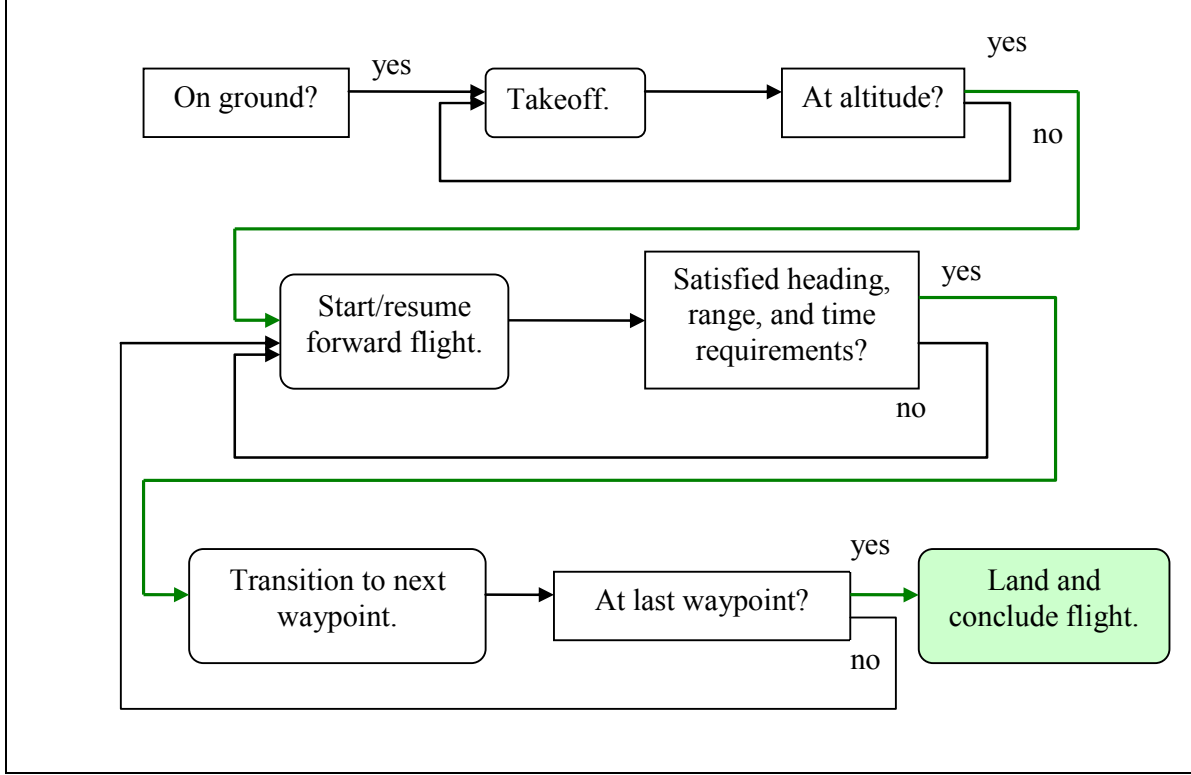 yes
yes
On ground?
Takeoff.
At altitude?
no
Satisfied heading,
range, and time
requirements?
yes
Start/resume
forward flight.
no
yes
Transition to next
waypoint.
At last waypoint?
Land and
conclude flight.
no